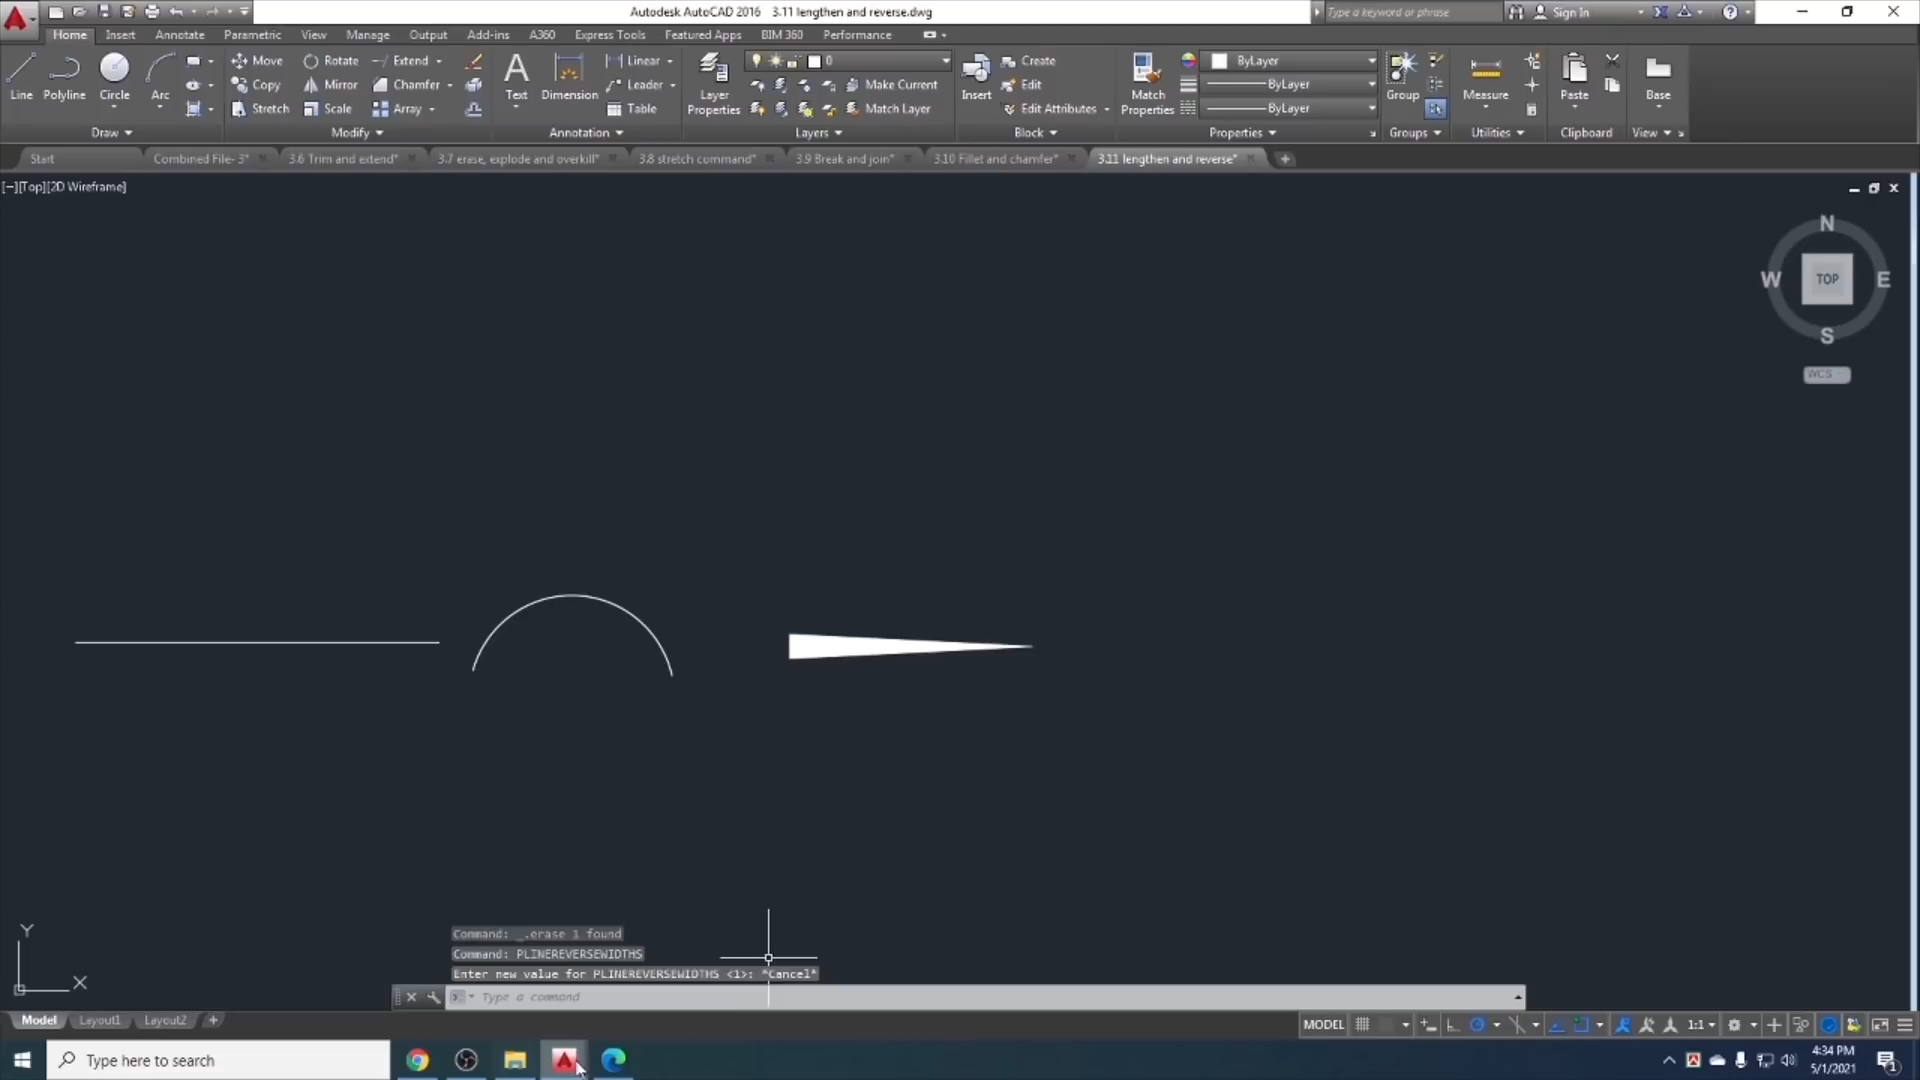 Autodesk AutoCAD 2016 3.11 lengthen and reverse.dwg
Type a keyword or phrase
Sign In
Home Insert Annotate Parametric View Manage Output Add-ins A360 Express Tools Featured Apps BIM 360 Performance
Line Polyline Circle Arc
Move Rotate Extend
Copy Mirror Chamfer
Stretch Scale Array
Text Dimension
Linear
Leader
Table
Layer Properties
0
Make Current
Match Layer
Insert
Create
Edit
Edit Attributes
Match Properties
ByLayer
ByLayer
ByLayer
Group Measure Paste Base
Draw Modify Annotation Layers Block Properties Groups Utilities Clipboard View
Start Combined File- 3* 3.6 Trim and extend* 3.7 erase, explode and overkill* 3.8 stretch command* 3.9 Break and join* 3.10 Fillet and chamfer* 3.11 lengthen and reverse*
[−][Top][2D Wireframe]
N
W TOP E
S
WCS
Y
X
Command: _.erase 1 found
Command: PLINEREVERSEWIDTHS
Enter new value for PLINEREVERSEWIDTHS <1>: *Cancel*
Type a command
Model Layout1 Layout2
MODEL 1:1
Type here to search
4:34 PM
5/1/2021
1